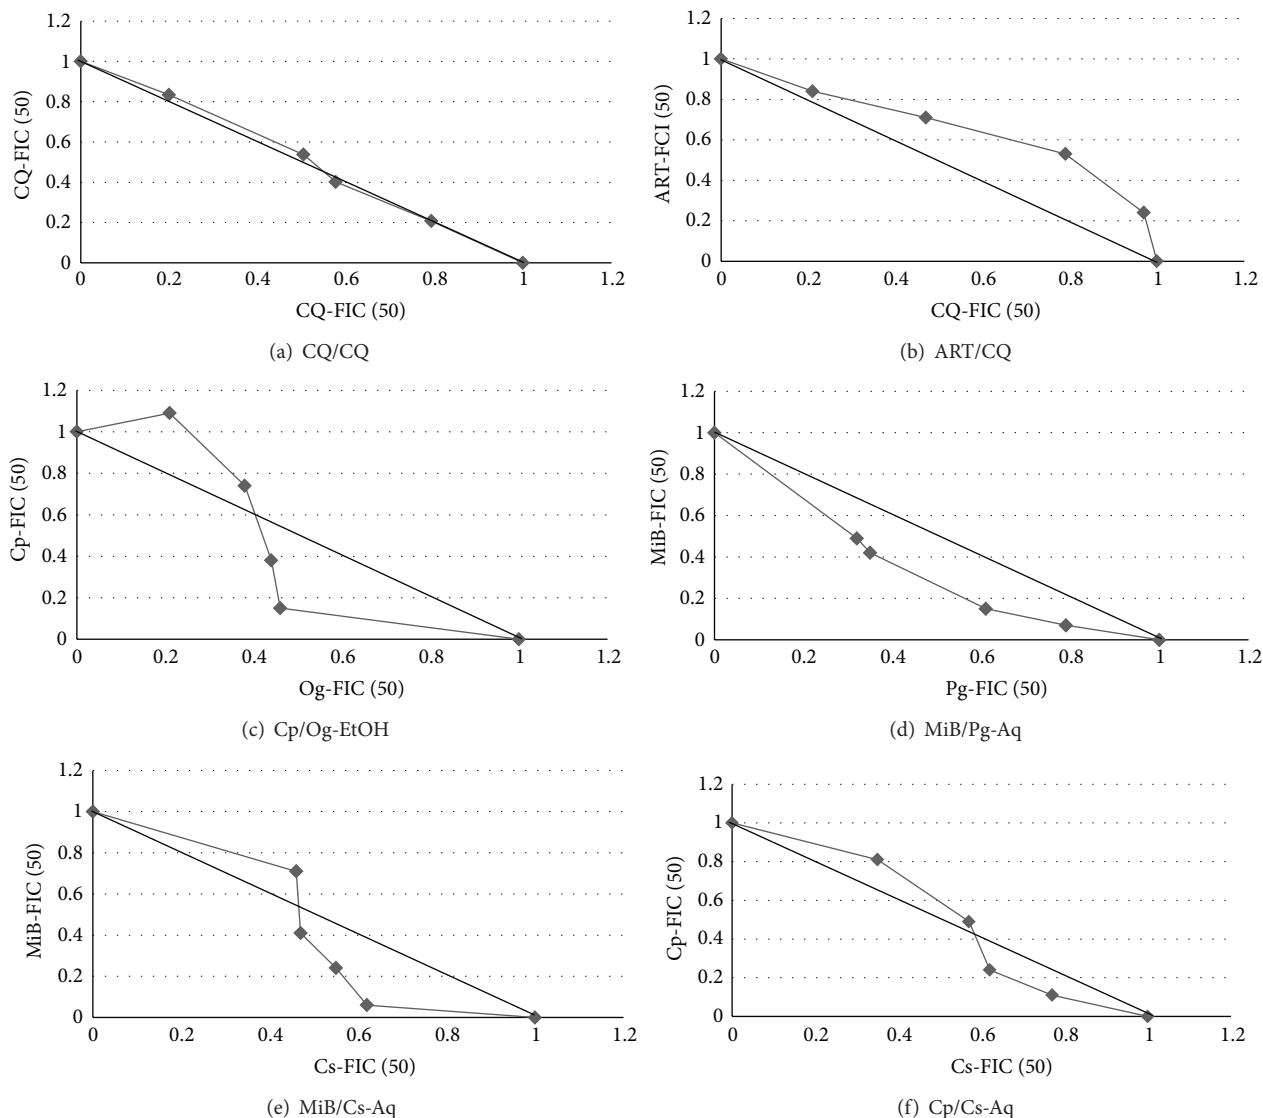 1.2
1
0.8
0.6
0.4
0.2
0
CQ-FIC (50)
0 0.2 0.4 0.6 0.8 1 1.2
CQ-FIC (50)
(a) CQ/CQ
1.2
1
0.8
0.6
0.4
0.2
0
ART-FCI (50)
0 0.2 0.4 0.6 0.8 1 1.2
CQ-FIC (50)
(b) ART/CQ
1.2
1
0.8
0.6
0.4
0.2
0
Cp-FIC (50)
0 0.2 0.4 0.6 0.8 1 1.2
Og-FIC (50)
(c) Cp/Og-EtOH
1.2
1
0.8
0.6
0.4
0.2
0
MiB-FIC (50)
0 0.2 0.4 0.6 0.8 1 1.2
Pg-FIC (50)
(d) MiB/Pg-Aq
1.2
1
0.8
0.6
0.4
0.2
0
MiB-FIC (50)
0 0.2 0.4 0.6 0.8 1 1.2
Cs-FIC (50)
(e) MiB/Cs-Aq
1.2
1
0.8
0.6
0.4
0.2
0
Cp-FIC (50)
0 0.2 0.4 0.6 0.8 1 1.2
Cs-FIC (50)
(f) Cp/Cs-Aq